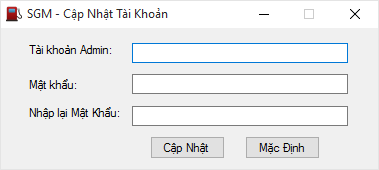 SGM - Cập Nhật Tài Khoản
Tài khoản Admin:
Mật khẩu:
Nhập lại Mật Khẩu:
Cập Nhật Mặc Định